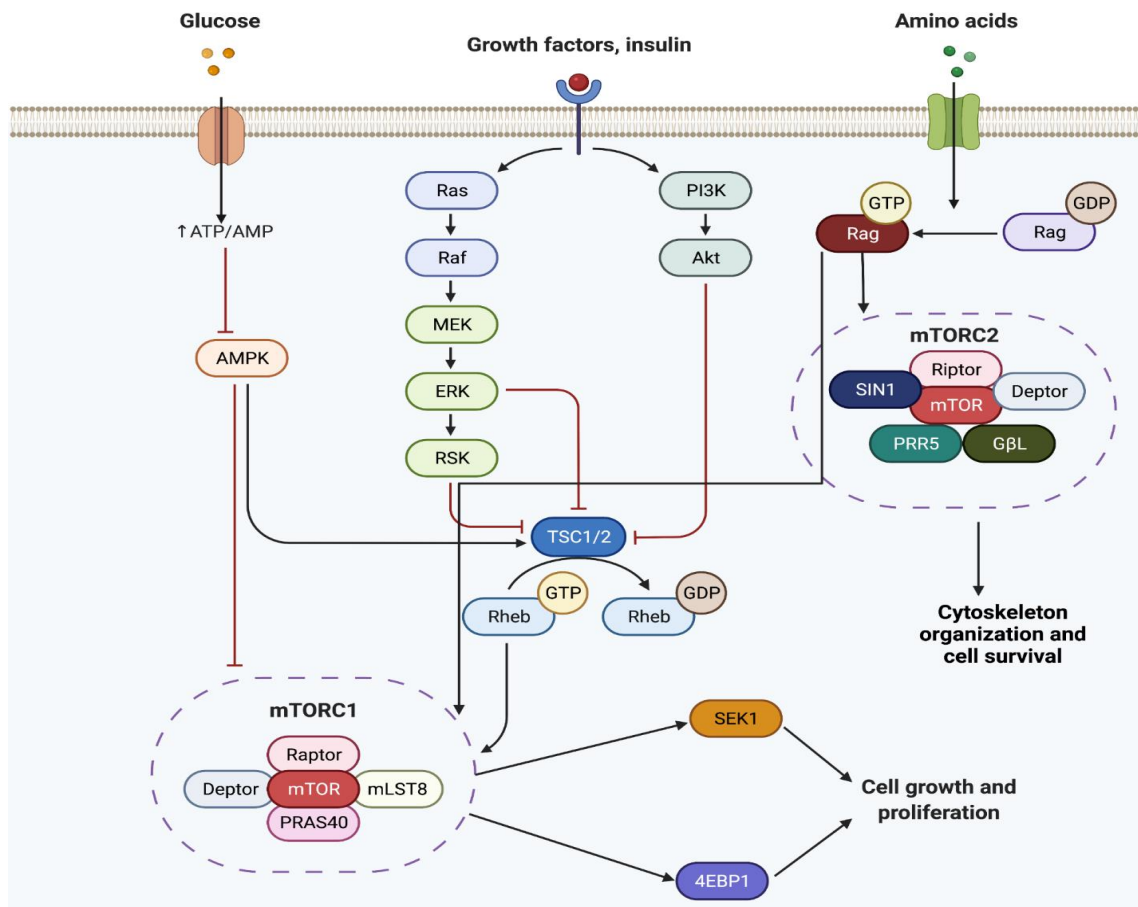 Glucose
Growth factors, insulin
Amino acids
↑ATP/AMP
AMPK
Ras
Raf
MEK
ERK
RSK
PI3K
Akt
GTP
Rag
GDP
Rag
mTORC2
Riptor
SIN1
mTOR
Deptor
PRR5
GβL
Cytoskeleton
organization and
cell survival
TSC1/2
GTP
Rheb
GDP
Rheb
mTORC1
Raptor
Deptor
mTOR
mLST8
PRAS40
SEK1
4EBP1
Cell growth and
proliferation